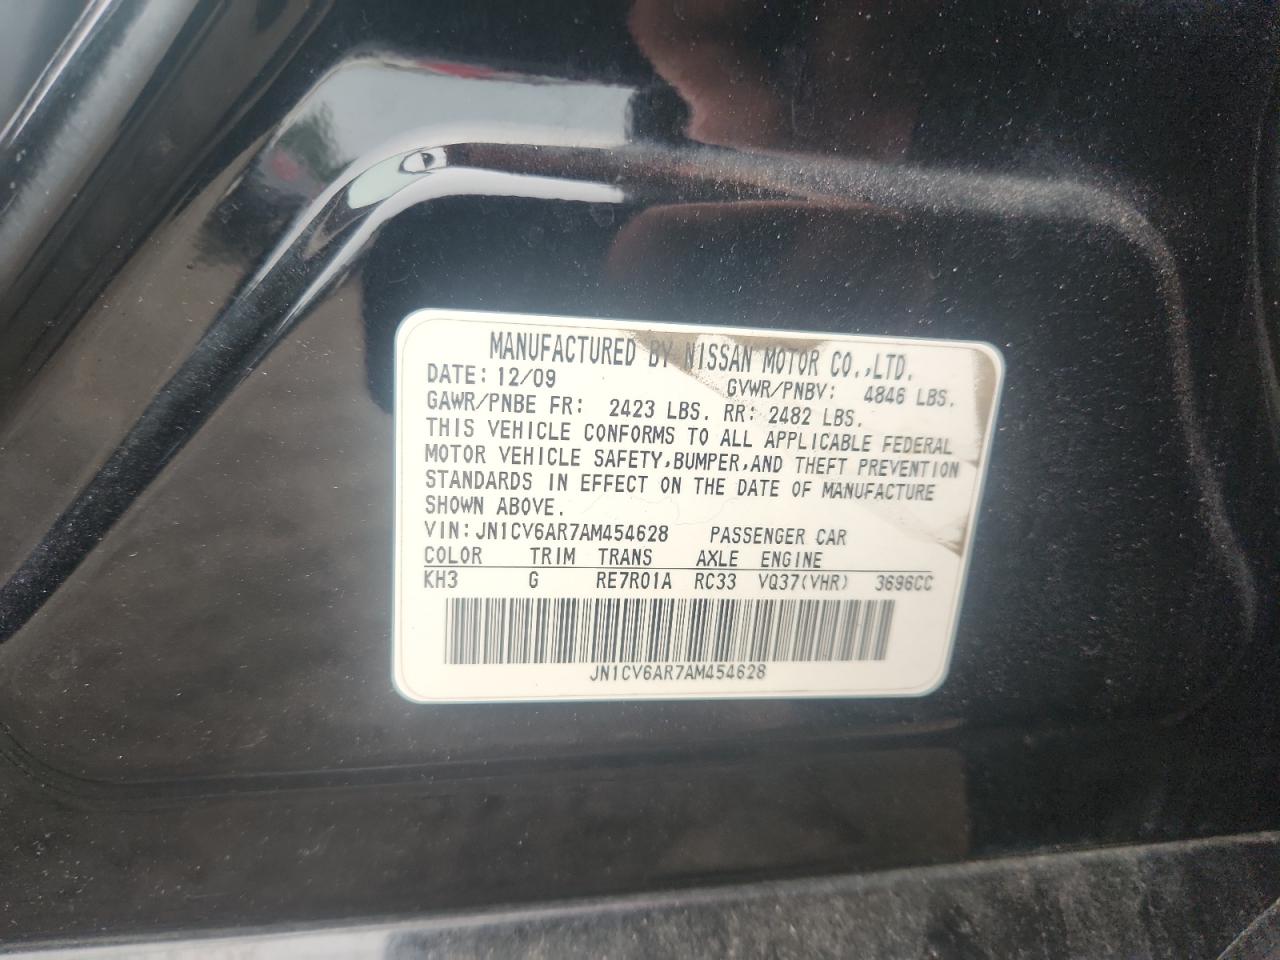 MANUFACTURED BY NISSAN MOTOR CO.,LTD.
DATE: 12/09 GVWR/PNBV: 4846 LBS.
GAWR/PNBE FR: 2423 LBS. RR: 2482 LBS.
THIS VEHICLE CONFORMS TO ALL APPLICABLE FEDERAL
MOTOR VEHICLE SAFETY,BUMPER,AND THEFT PREVENTION
STANDARDS IN EFFECT ON THE DATE OF MANUFACTURE
SHOWN ABOVE.
VIN:JN1CV6AR7AM454628 PASSENGER CAR
COLOR TRIM TRANS AXLE ENGINE
KH3 G RE7R01A RC33 VQ37(VHR) 3696CC
JN1CV6AR7AM454628